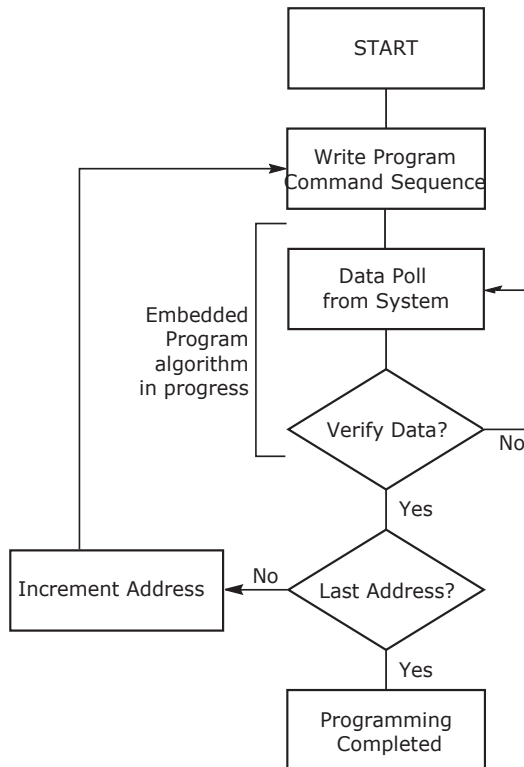 START
Write Program
Command Sequence
Data Poll
from System
Embedded
Program
algorithm
in progress
Verify Data?
No
Yes
Increment Address
No
Last Address?
Yes
Programming
Completed